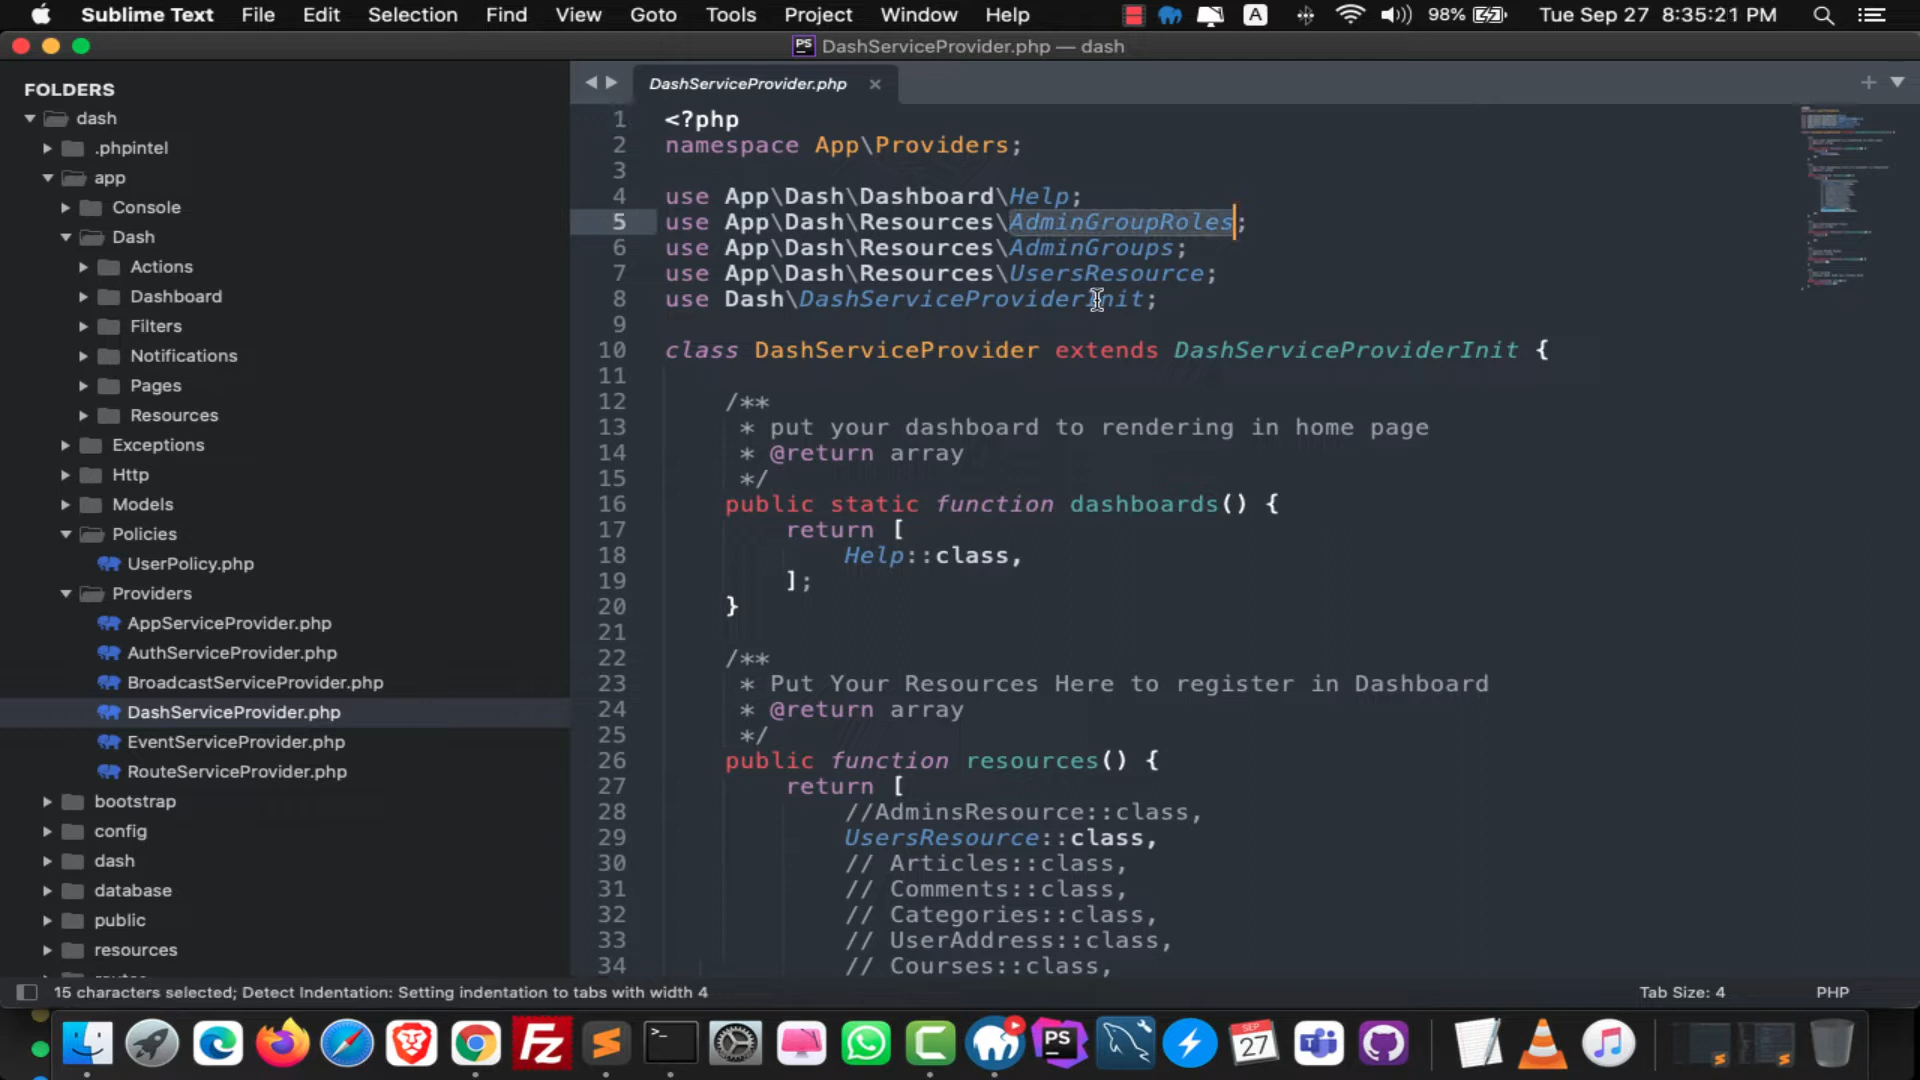 Sublime Text File Edit Selection Find View Goto Tools Project Window Help A 98% Tue Sep 27 8:35:21 PM
PS DashServiceProvider.php — dash
FOLDERS
dash
.phpintel
app
Console
Dash
Actions
Dashboard
Filters
Notifications
Pages
Resources
Exceptions
Http
Models
Policies
UserPolicy.php
Providers
AppServiceProvider.php
AuthServiceProvider.php
BroadcastServiceProvider.php
DashServiceProvider.php
EventServiceProvider.php
RouteServiceProvider.php
bootstrap
config
dash
database
public
resources
DashServiceProvider.php ×
1 <?php
2 namespace App\Providers;
3
4 use App\Dash\Dashboard\Help;
5 use App\Dash\Resources\AdminGroupRoles;
6 use App\Dash\Resources\AdminGroups;
7 use App\Dash\Resources\UsersResource;
8 use Dash\DashServiceProviderInit;
9
10 class DashServiceProvider extends DashServiceProviderInit {
11
12 /**
13 * put your dashboard to rendering in home page
14 * @return array
15 */
16 public static function dashboards() {
17 return [
18 Help::class,
19 ];
20 }
21
22 /**
23 * Put Your Resources Here to register in Dashboard
24 * @return array
25 */
26 public function resources() {
27 return [
28 //AdminsResource::class,
29 UsersResource::class,
30 // Articles::class,
31 // Comments::class,
32 // Categories::class,
33 // UserAddress::class,
34 // Courses::class,
15 characters selected; Detect Indentation: Setting indentation to tabs with width 4 Tab Size: 4 PHP
Fz PS SEP 27